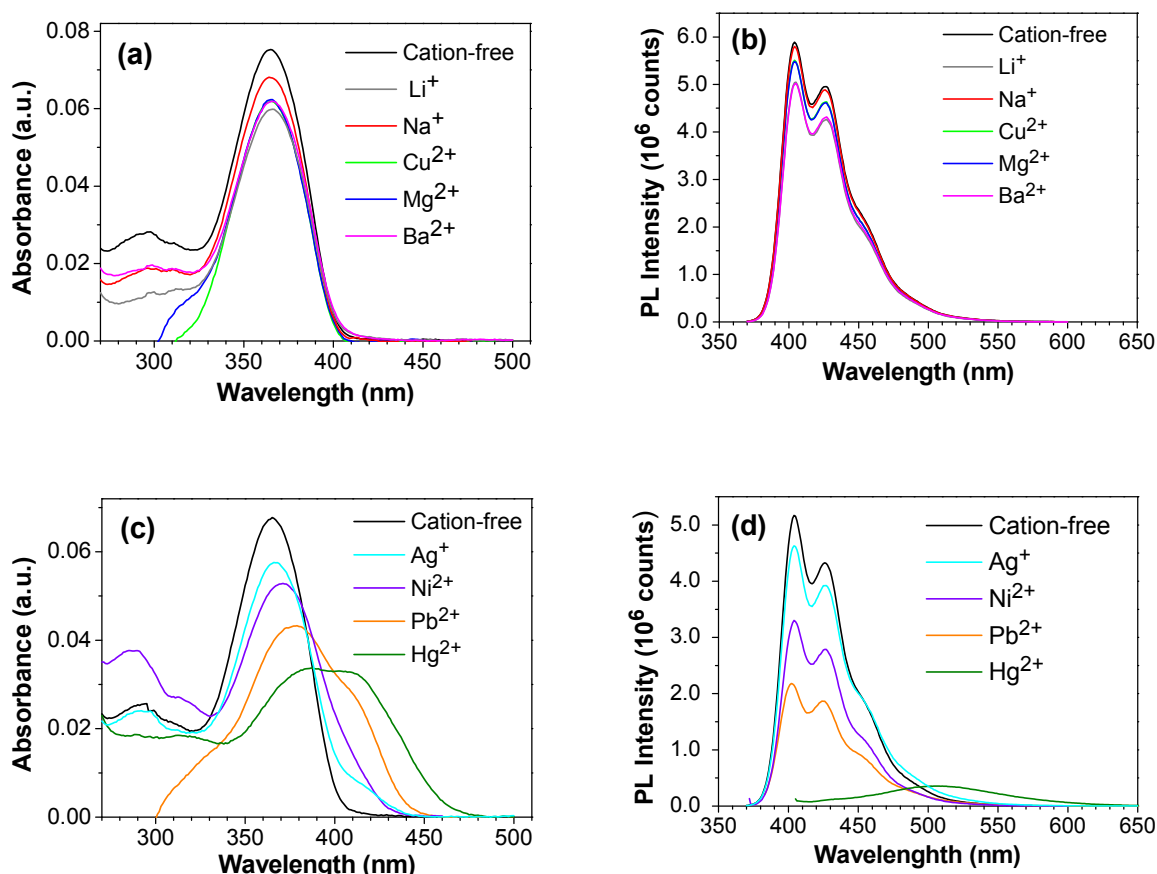 (a)
Cation-free
Li+
Na+
Cu2+
Mg2+
Ba2+
0.08
0.06
0.04
0.02
0.00
Absorbance (a.u.)
300 350 400 450 500
Wavelength (nm)
(b)
Cation-free
Li+
Na+
Cu2+
Mg2+
Ba2+
6.0
5.0
4.0
3.0
2.0
1.0
0.0
PL Intensity (10^6 counts)
350 400 450 500 550 600 650
Wavelength (nm)
(c)
Cation-free
Ag+
Ni2+
Pb2+
Hg2+
0.06
0.04
0.02
0.00
Absorbance (a.u.)
300 350 400 450 500
Wavelength (nm)
(d)
Cation-free
Ag+
Ni2+
Pb2+
Hg2+
5.0
4.0
3.0
2.0
1.0
0.0
PL Intensity (10^6 counts)
350 400 450 500 550 600 650
Wavelenghth (nm)